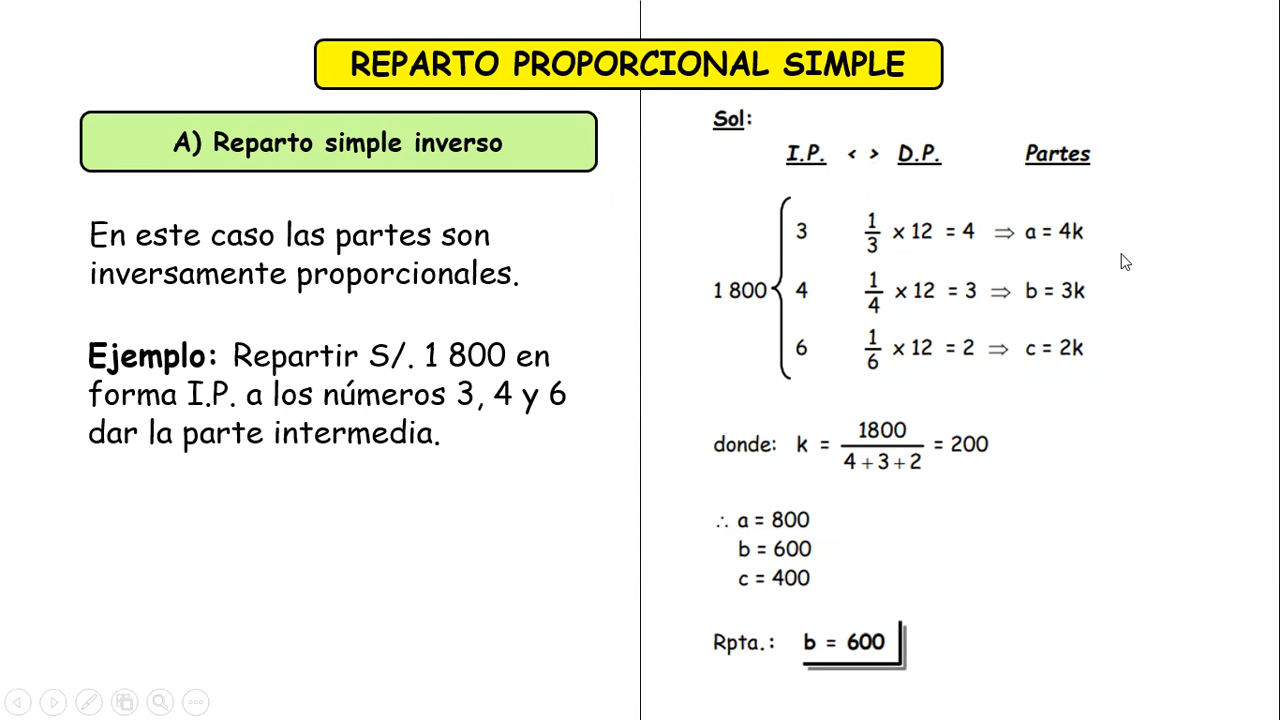 REPARTO PROPORCIONAL SIMPLE
A) Reparto simple inverso
En este caso las partes son
inversamente proporcionales.
Ejemplo: Repartir S/. 1 800 en
forma I.P. a los números 3, 4 y 6
dar la parte intermedia.
Sol:
I.P. < > D.P. Partes
3 1/3 x 12 = 4 ⇒ a = 4k
1 800 { 4 1/4 x 12 = 3 ⇒ b = 3k
6 1/6 x 12 = 2 ⇒ c = 2k
donde: k = 1800/(4 + 3 + 2) = 200
∴ a = 800
b = 600
c = 400
Rpta.: b = 600